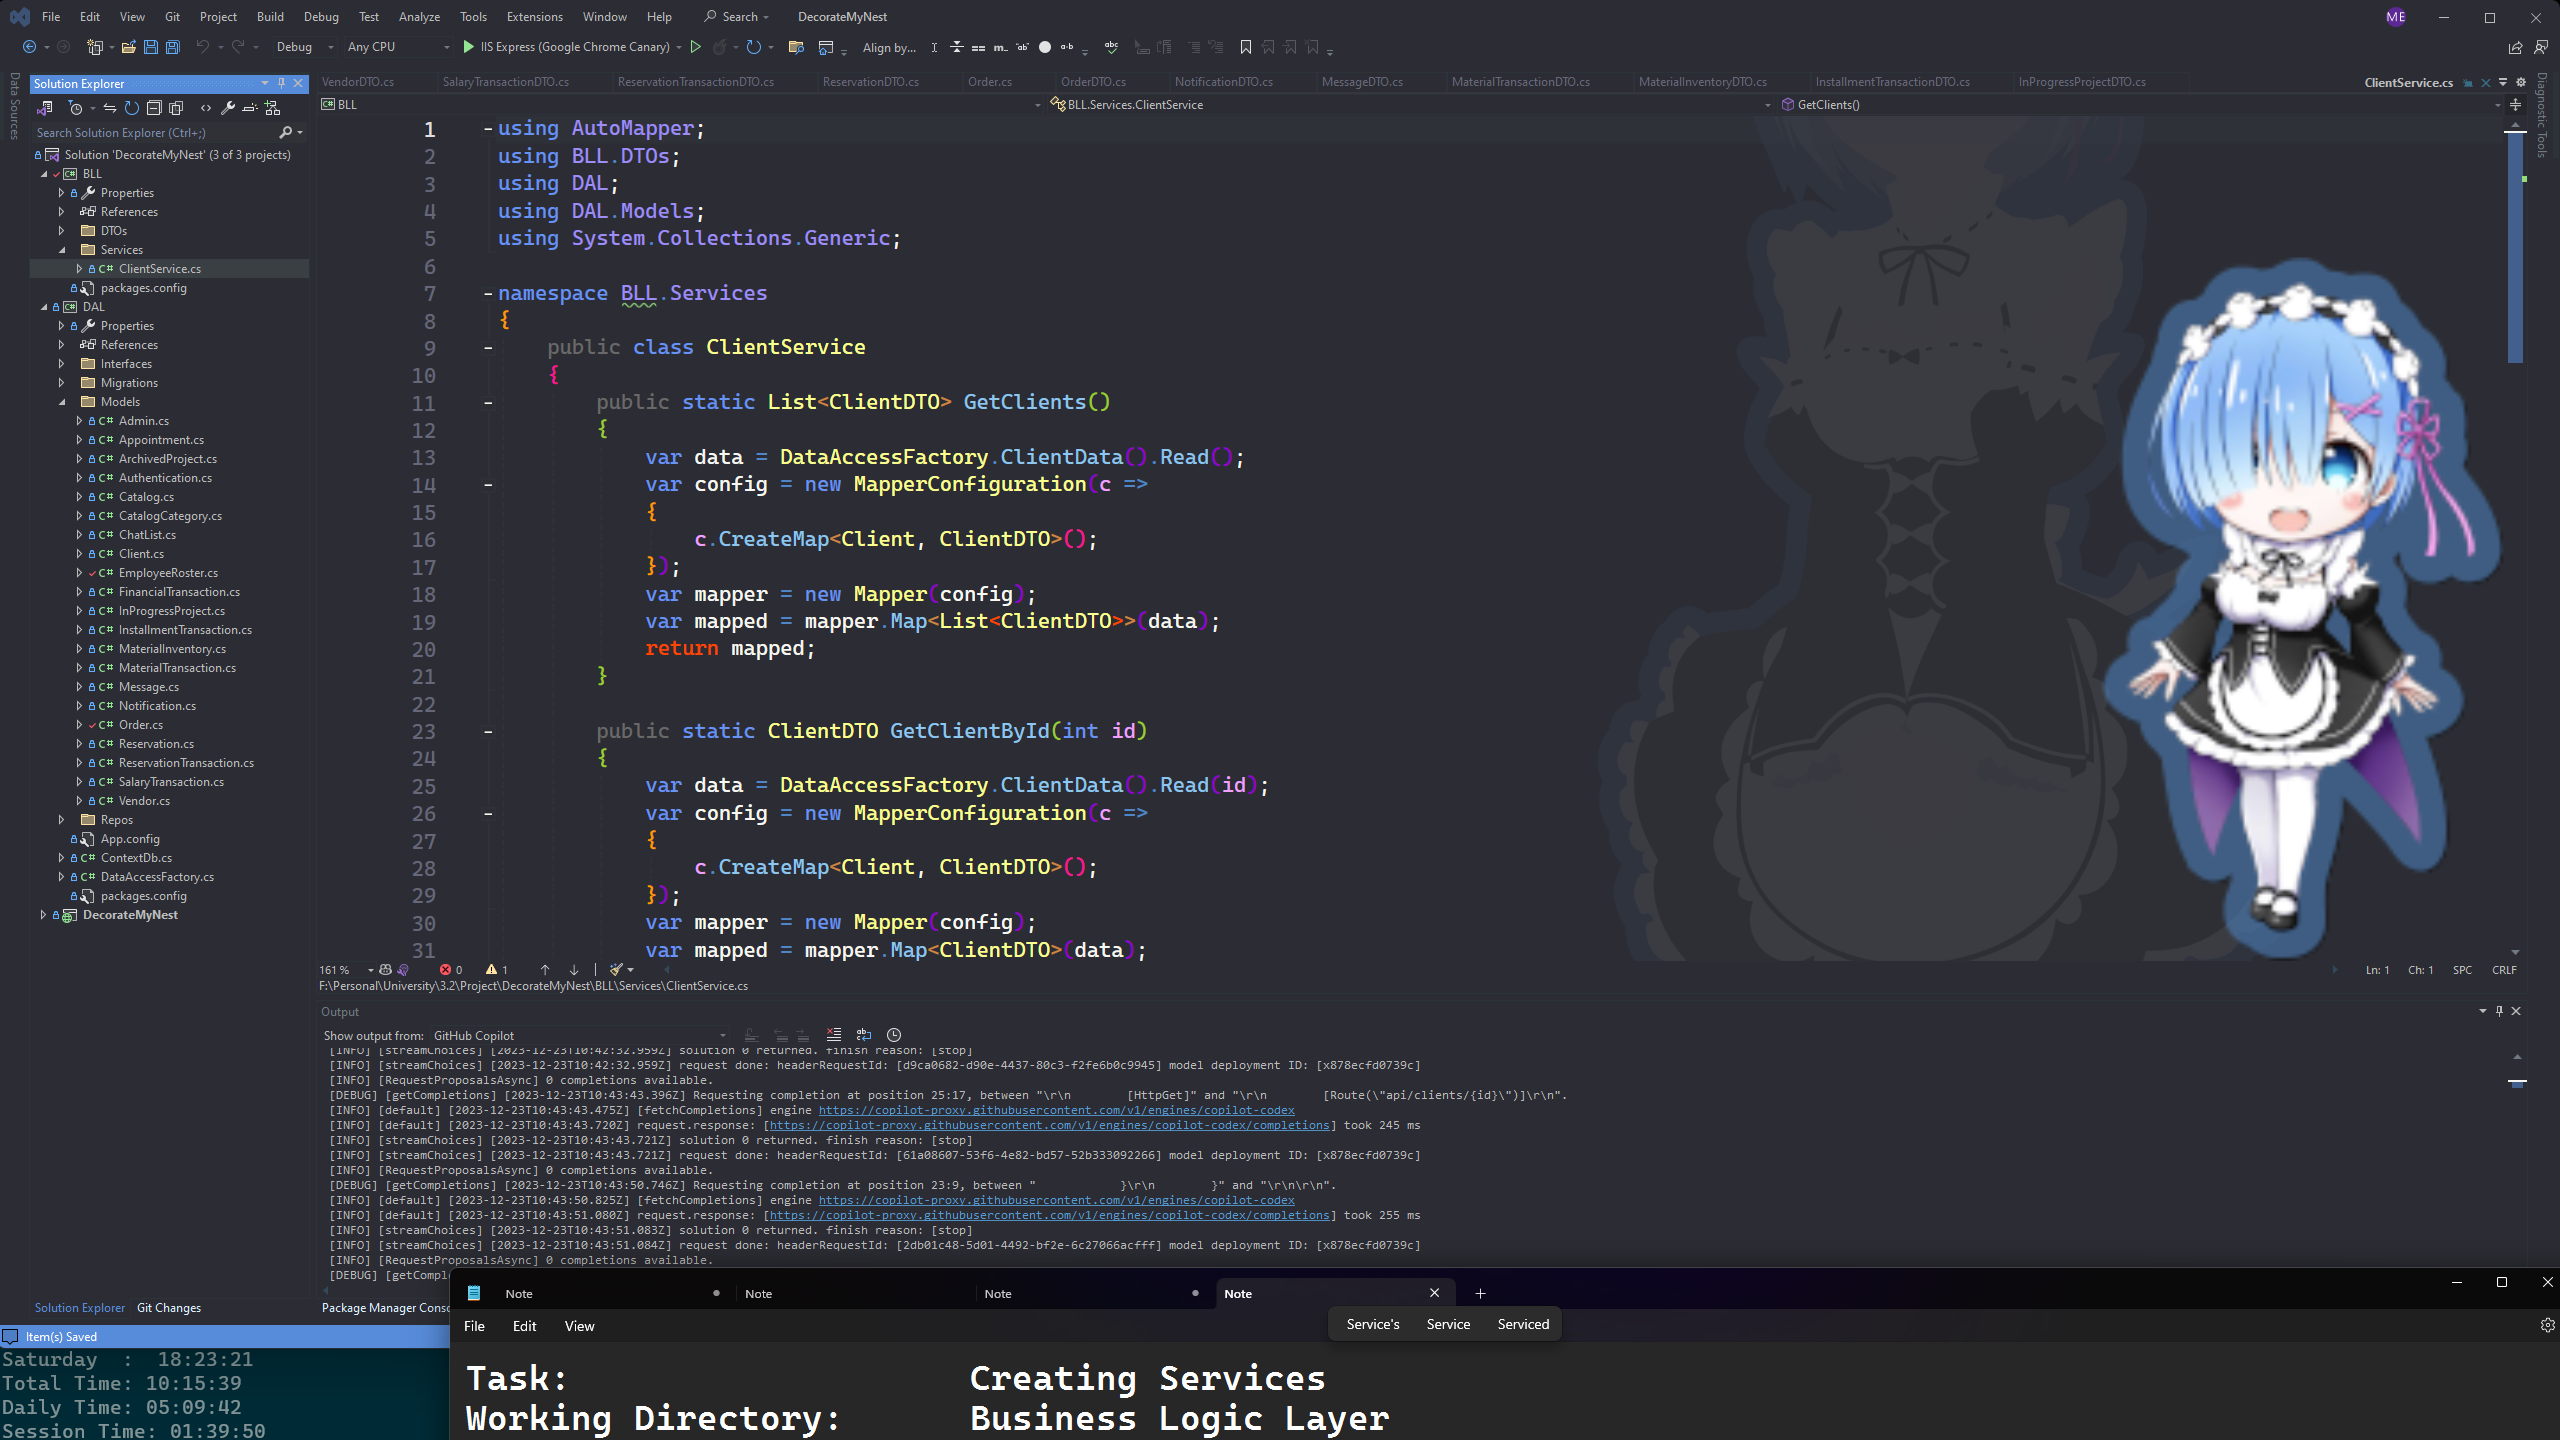 File Edit View Git Project Build Debug Test Analyze Tools Extensions Window Help Search DecorateMyNest ME
Debug Any CPU IIS Express (Google Chrome Canary) Align by...
Data Sources
Solution Explorer
Search Solution Explorer (Ctrl+;)
Solution 'DecorateMyNest' (3 of 3 projects)
BLL
Properties
References
DTOs
Services
ClientService.cs
packages.config
DAL
Properties
References
Interfaces
Migrations
Models
Admin.cs
Appointment.cs
ArchivedProject.cs
Authentication.cs
Catalog.cs
CatalogCategory.cs
ChatList.cs
Client.cs
EmployeeRoster.cs
FinancialTransaction.cs
InProgressProject.cs
InstallmentTransaction.cs
MaterialInventory.cs
MaterialTransaction.cs
Message.cs
Notification.cs
Order.cs
Reservation.cs
ReservationTransaction.cs
SalaryTransaction.cs
Vendor.cs
Repos
App.config
ContextDb.cs
DataAccessFactory.cs
packages.config
DecorateMyNest
Solution Explorer Git Changes
VendorDTO.cs SalaryTransactionDTO.cs ReservationTransactionDTO.cs ReservationDTO.cs Order.cs OrderDTO.cs NotificationDTO.cs MessageDTO.cs MaterialTransactionDTO.cs MaterialInventoryDTO.cs InstallmentTransactionDTO.cs InProgressProjectDTO.cs ClientService.cs
BLL BLL.Services.ClientService GetClients()
Diagnostic Tools
1 using AutoMapper;
2 using BLL.DTOs;
3 using DAL;
4 using DAL.Models;
5 using System.Collections.Generic;
6
7 namespace BLL.Services
8 {
9 public class ClientService
10 {
11 public static List<ClientDTO> GetClients()
12 {
13 var data = DataAccessFactory.ClientData().Read();
14 var config = new MapperConfiguration(c =>
15 {
16 c.CreateMap<Client, ClientDTO>();
17 });
18 var mapper = new Mapper(config);
19 var mapped = mapper.Map<List<ClientDTO>>(data);
20 return mapped;
21 }
22
23 public static ClientDTO GetClientById(int id)
24 {
25 var data = DataAccessFactory.ClientData().Read(id);
26 var config = new MapperConfiguration(c =>
27 {
28 c.CreateMap<Client, ClientDTO>();
29 });
30 var mapper = new Mapper(config);
31 var mapped = mapper.Map<ClientDTO>(data);
161 % 0 1 Ln: 1 Ch: 1 SPC CRLF
F:\Personal\University\3.2\Project\DecorateMyNest\BLL\Services\ClientService.cs
Output
Show output from: GitHub Copilot
[INFO] [streamChoices] [2023-12-23T10:42:32.959Z] solution 0 returned. finish reason: [stop]
[INFO] [streamChoices] [2023-12-23T10:42:32.959Z] request done: headerRequestId: [d9ca0682-d90e-4437-80c3-f2fe6b0c9945] model deployment ID: [x878ecfd0739c]
[INFO] [RequestProposalsAsync] 0 completions available.
[DEBUG] [getCompletions] [2023-12-23T10:43:43.396Z] Requesting completion at position 25:17, between "\r\n [HttpGet]" and "\r\n [Route(\"api/clients/{id}\")]\r\n".
[INFO] [default] [2023-12-23T10:43:43.475Z] [fetchCompletions] engine https://copilot-proxy.githubusercontent.com/v1/engines/copilot-codex
[INFO] [default] [2023-12-23T10:43:43.720Z] request.response: [https://copilot-proxy.githubusercontent.com/v1/engines/copilot-codex/completions] took 245 ms
[INFO] [streamChoices] [2023-12-23T10:43:43.721Z] solution 0 returned. finish reason: [stop]
[INFO] [streamChoices] [2023-12-23T10:43:43.721Z] request done: headerRequestId: [61a08607-53f6-4e82-bd57-52b333092266] model deployment ID: [x878ecfd0739c]
[INFO] [RequestProposalsAsync] 0 completions available.
[DEBUG] [getCompletions] [2023-12-23T10:43:50.746Z] Requesting completion at position 23:9, between " }\r\n }" and "\r\n\r\n".
[INFO] [default] [2023-12-23T10:43:50.825Z] [fetchCompletions] engine https://copilot-proxy.githubusercontent.com/v1/engines/copilot-codex
[INFO] [default] [2023-12-23T10:43:51.080Z] request.response: [https://copilot-proxy.githubusercontent.com/v1/engines/copilot-codex/completions] took 255 ms
[INFO] [streamChoices] [2023-12-23T10:43:51.083Z] solution 0 returned. finish reason: [stop]
[INFO] [streamChoices] [2023-12-23T10:43:51.084Z] request done: headerRequestId: [2db01c48-5d01-4492-bf2e-6c27066acfff] model deployment ID: [x878ecfd0739c]
[INFO] [RequestProposalsAsync] 0 completions available.
[DEBUG] [getCompl
Package Manager Conso
Item(s) Saved
Saturday : 18:23:21
Total Time: 10:15:39
Daily Time: 05:09:42
Session Time: 01:39:50
Note Note Note Note
File Edit View
Service's Service Serviced
Task: Creating Services
Working Directory: Business Logic Layer